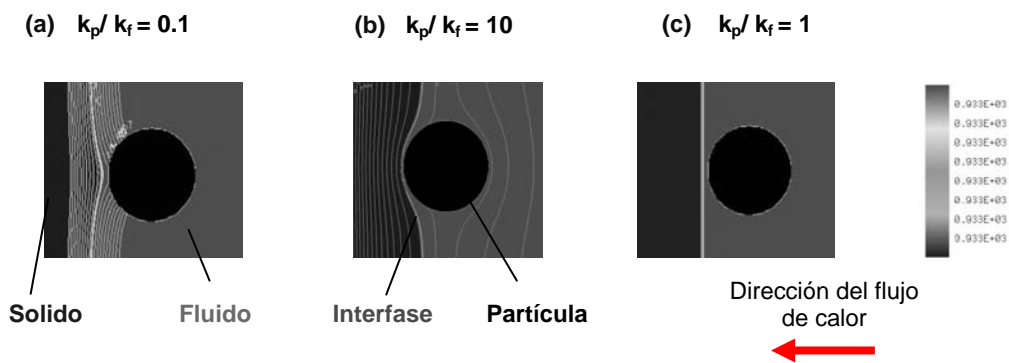 (a) kp/ kf = 0.1
(b) kp/ kf = 10
(c) kp/ kf = 1
0.933E+03
0.933E+03
0.933E+03
0.933E+03
0.933E+03
0.933E+03
0.933E+03
0.933E+03
Solido
Fluido
Interfase
Partícula
Dirección del flujo
de calor